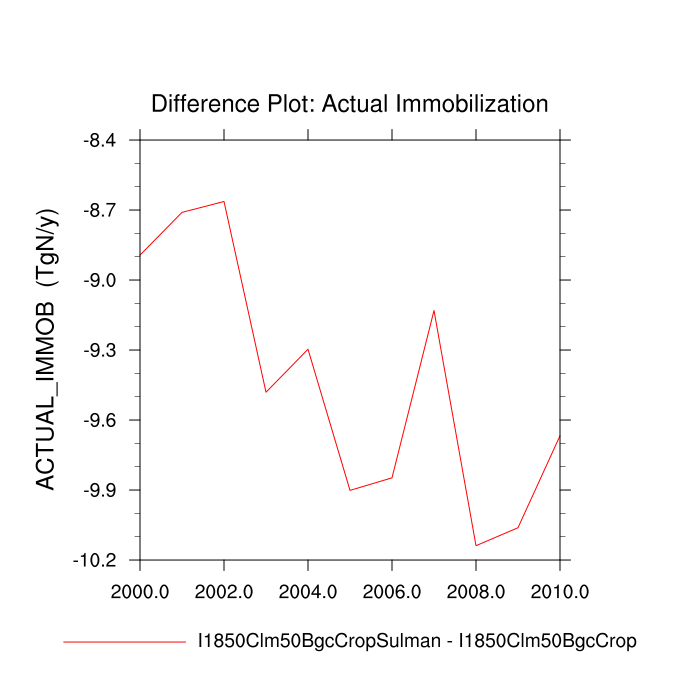 Difference Plot: Actual Immobilization
-8.4
-8.7
-9.0
-9.3
-9.6
-9.9
-10.2
ACTUAL_IMMOB (TgN/y)
2000.0 2002.0 2004.0 2006.0 2008.0 2010.0
I1850Clm50BgcCropSulman - I1850Clm50BgcCrop